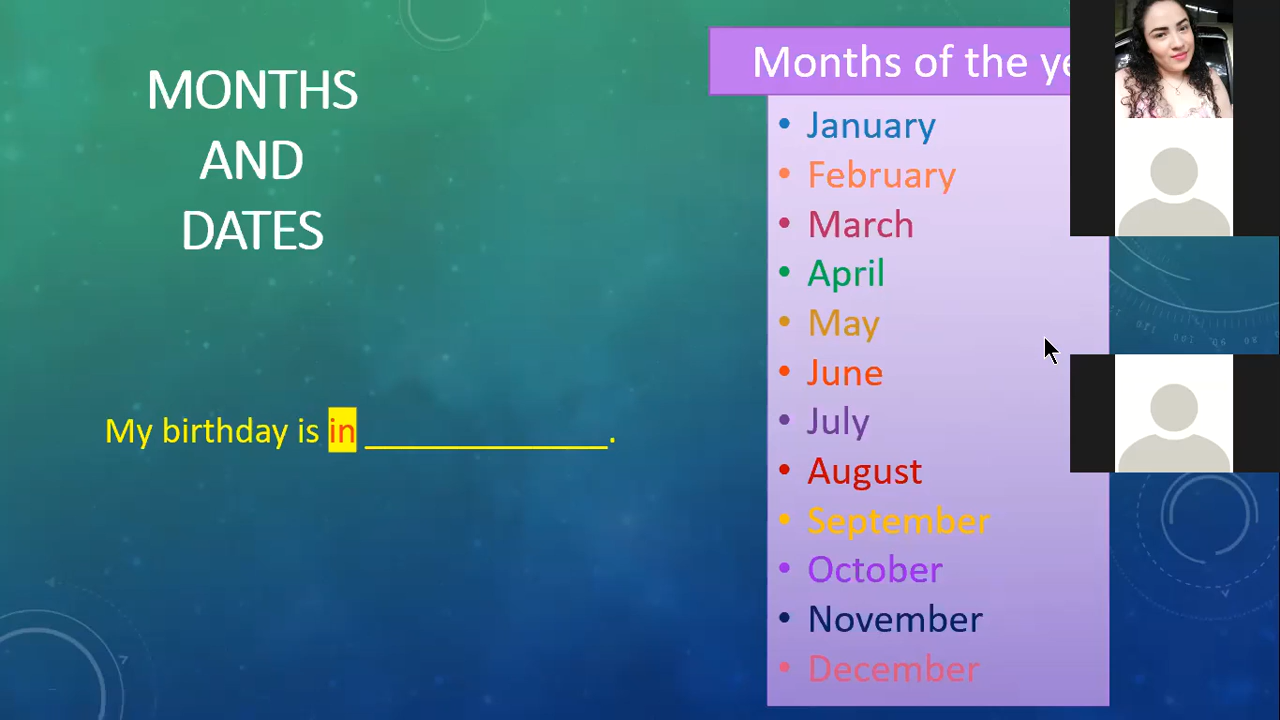 MONTHS
AND
DATES
My birthday is in ______________.
Months of the ye
• January
• February
• March
• April
• May
• June
• July
• August
• September
• October
• November
• December